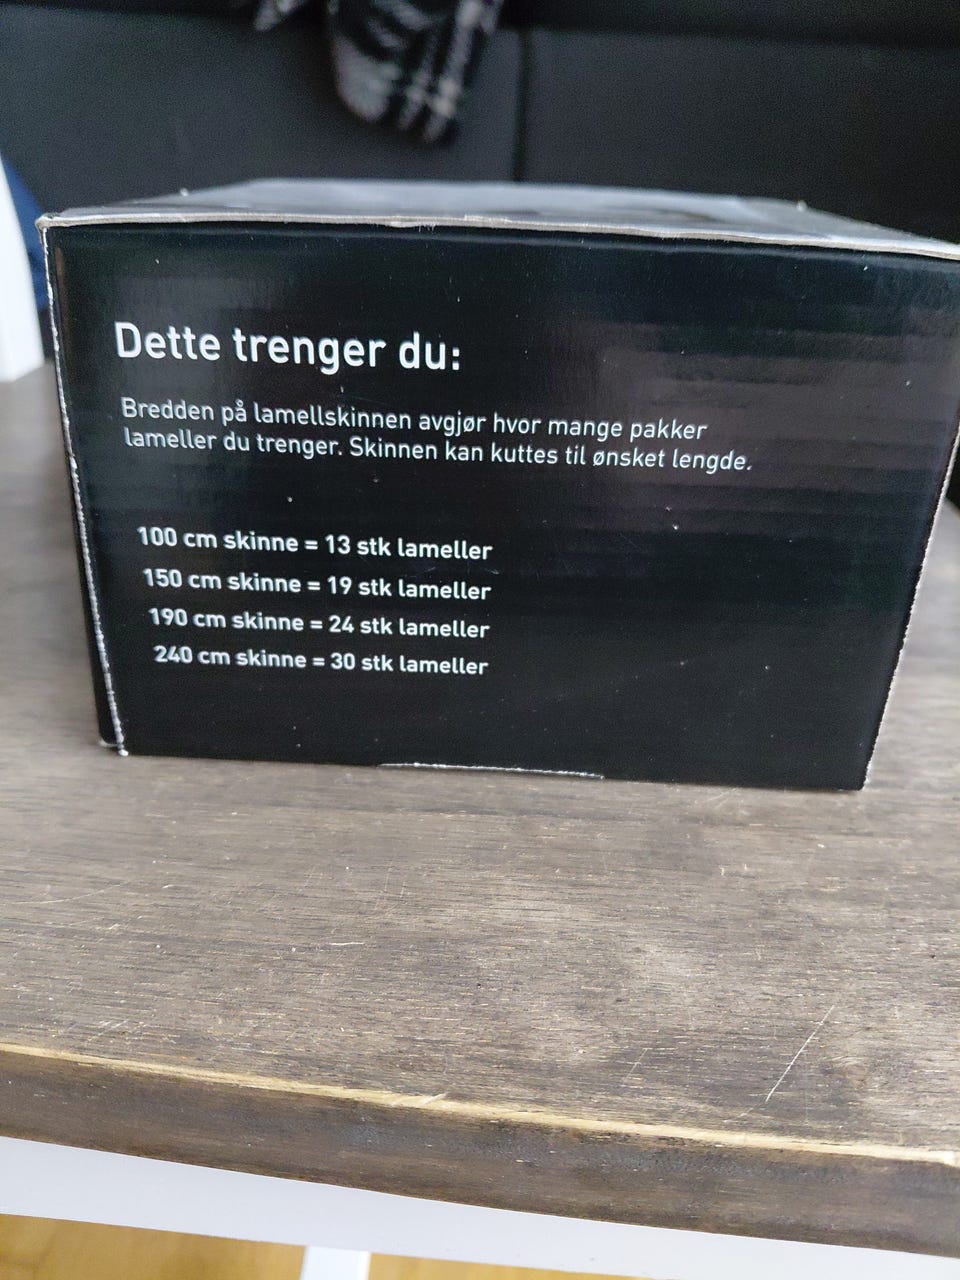 Dette trenger du:
Bredden på lamellskinnen avgjør hvor mange pakker
lameller du trenger. Skinnen kan kuttes til ønsket lengde.
100 cm skinne = 13 stk lameller
150 cm skinne = 19 stk lameller
190 cm skinne = 24 stk lameller
240 cm skinne = 30 stk lameller